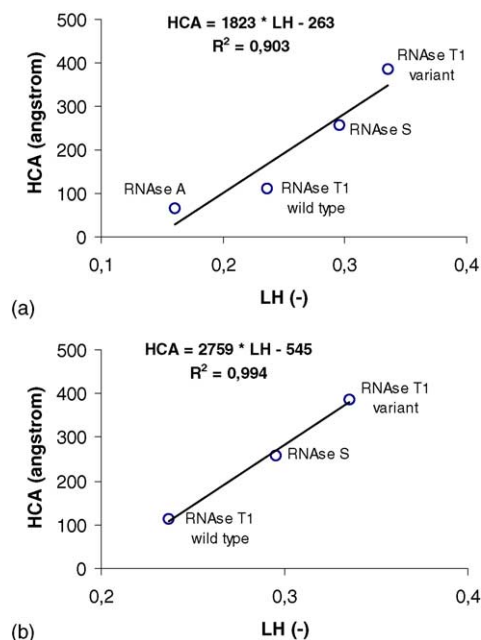 HCA = 1823 * LH - 263
R² = 0,903
HCA (angstrom)
500
400
300
200
100
0
RNAse T1
variant
RNAse S
RNAse A
RNAse T1
wild type
0,1
0,2
0,3
0,4
LH (-)
(a)
HCA = 2759 * LH - 545
R² = 0,994
HCA (angstrom)
500
400
300
200
100
0
RNAse T1
variant
RNAse S
RNAse T1
wild type
0,2
0,3
0,4
LH (-)
(b)